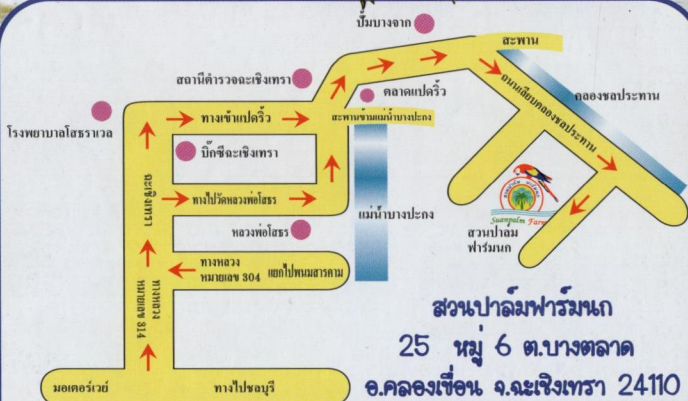 ปั๊มบางจาก
สะพาน
สถานีตำรวจฉะเชิงเทรา
ตลาดแปดริ้ว
ถนนเลียบคลองชลประทาน
คลองชลประทาน
โรงพยาบาลโสธราเวล
ทางเข้าแปดริ้ว
สะพานข้ามแม่น้ำบางปะกง
บิ๊กซีฉะเชิงเทรา
ฉะเชิงเทรา
ทางไปวัดหลวงพ่อโสธร
แม่น้ำบางปะกง
Suanpalm Farm
สวนปาล์ม
ฟาร์มนก
หลวงพ่อโสธร
ทางหลวง
หมายเลข 304 แยกไปพนมสารคาม
ทางหลวง
หมายเลข 314
สวนปาล์มฟาร์มนก
25 หมู่ 6 ต.บางตลาด
อ.คลองเขื่อน จ.ฉะเชิงเทรา 24110
มอเตอร์เวย์
ทางไปชลบุรี